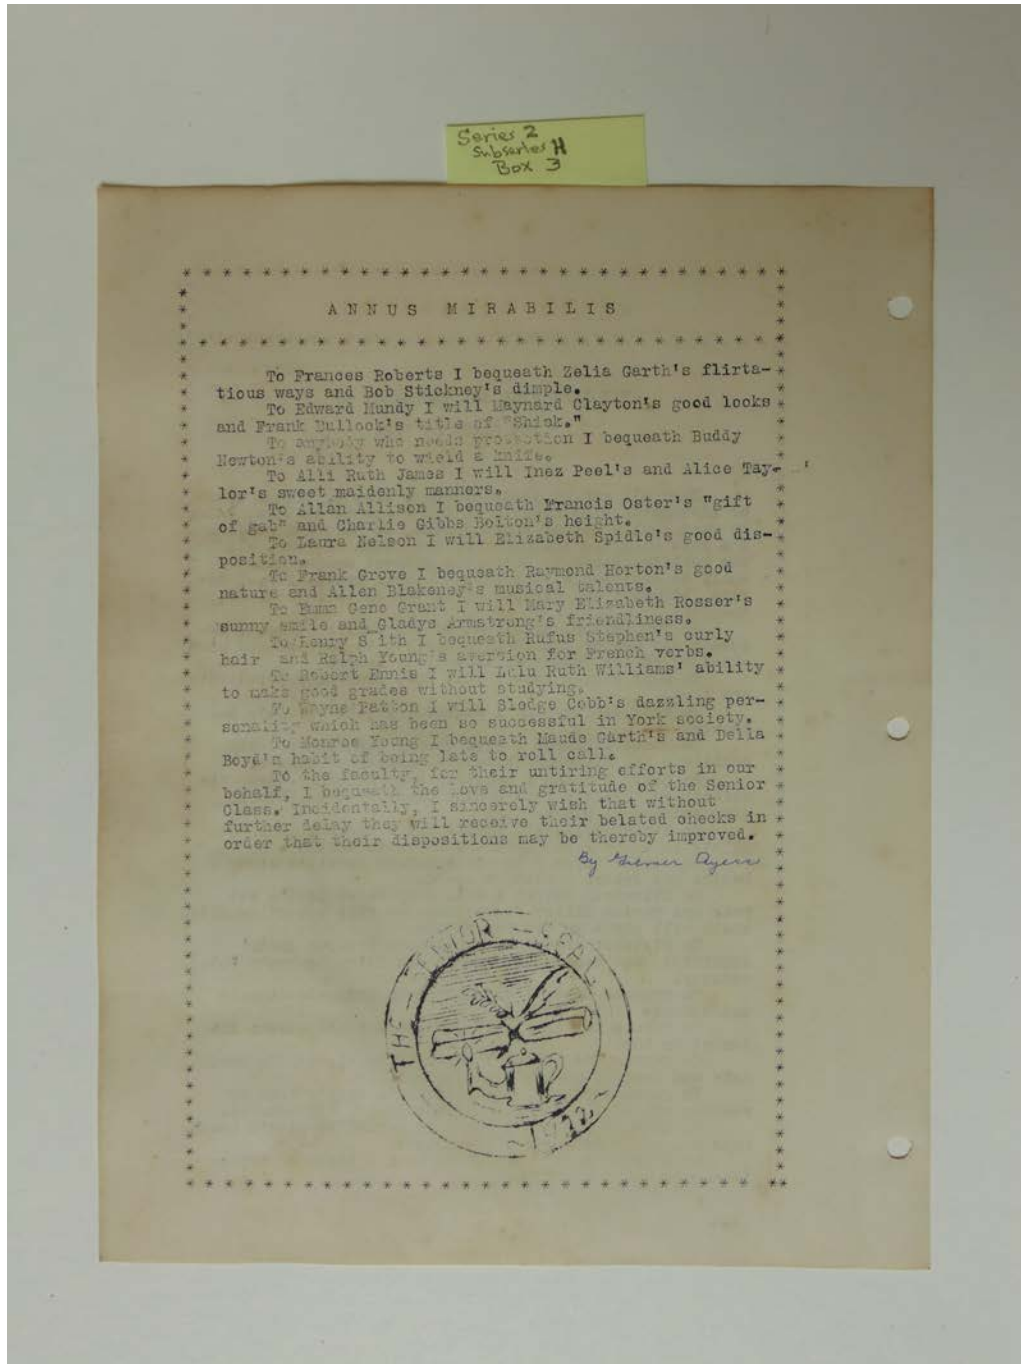 Series 2
Subseries H
Box 3
ANNUS MIRABILIS
To Frances Roberts I bequeath Zelia Garth's flirta-
tious ways and Bob Stickney's dimple.
To Edward Mundy I will Maynard Clayton's good looks
and Frank Bullock's title of "Shiek."
To anybody who needs protection I bequeath Buddy
Newton's ability to wield a knife.
To Alli Ruth James I will Inez Peel's and Alice Tay-
lor's sweet maidenly manners.
To Allan Allison I bequeath Francis Oster's "gift
of gab" and Charlie Gibbs Bolton's height.
To Laura Nelson I will Elizabeth Spidle's good dis-
position.
To Frank Grove I bequeath Raymond Horton's good
nature and Allen Blakeney's musical talents.
To Emma Gene Grant I will Mary Elizabeth Rosser's
sunny smile and Gladys Armstrong's friendliness.
To Henry S ith I bequeath Rufus Stephen's curly
hair and Ralph Young's aversion for French verbs.
To Robert Ennis I will Lulu Ruth Williams' ability
to make good grades without studying.
To Wayne Patton I will Sledge Cobb's dazzling per-
sonality which has been so successful in York society.
To Monroe Young I bequeath Maude Garth's and Della
Boyd's habit of being late to roll call.
To the faculty, for their untiring efforts in our
behalf, I bequeath the love and gratitude of the Senior
Class. Incidentally, I sincerely wish that without
further delay they will receive their belated checks in
order that their dispositions may be thereby improved.
By Ayers
THE SENIOR SEAL